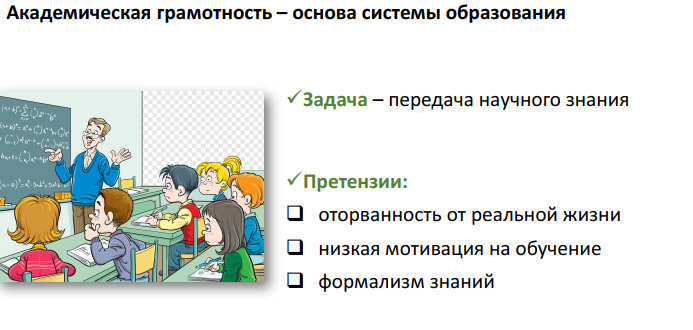 Академическая грамотность – основа системы образования
Задача – передача научного знания
Претензии:
оторванность от реальной жизни
низкая мотивация на обучение
формализм знаний